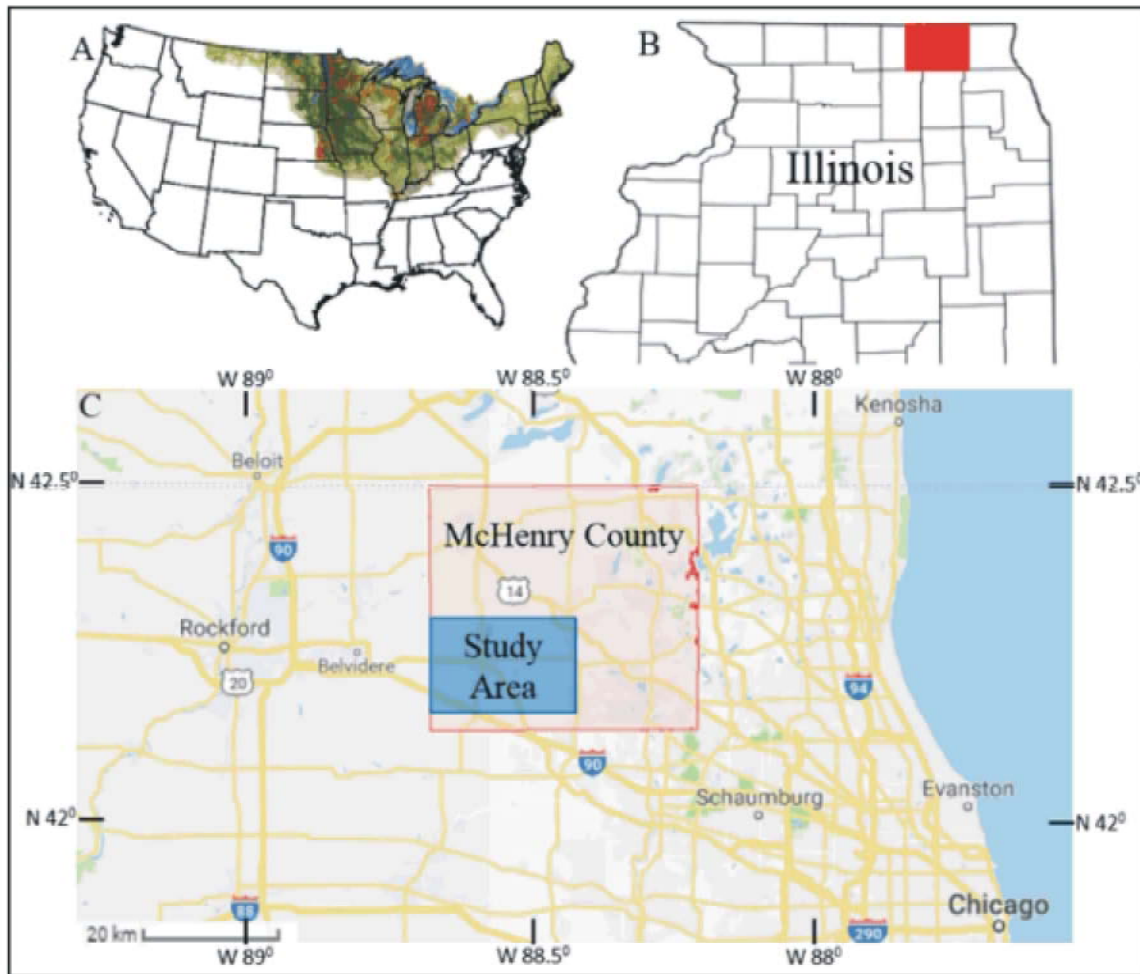 A
B
Illinois
W 89⁰
W 88.5⁰
W 88⁰
C
Kenosha
Beloit
N 42.5⁰
N 42.5⁰
McHenry County
90
14
Rockford
Study
Area
Belvidere
20
94
90
Schaumburg
Evanston
N 42⁰
N 42⁰
Chicago
88
290
20 km
W 89⁰
W 88.5⁰
W 88⁰